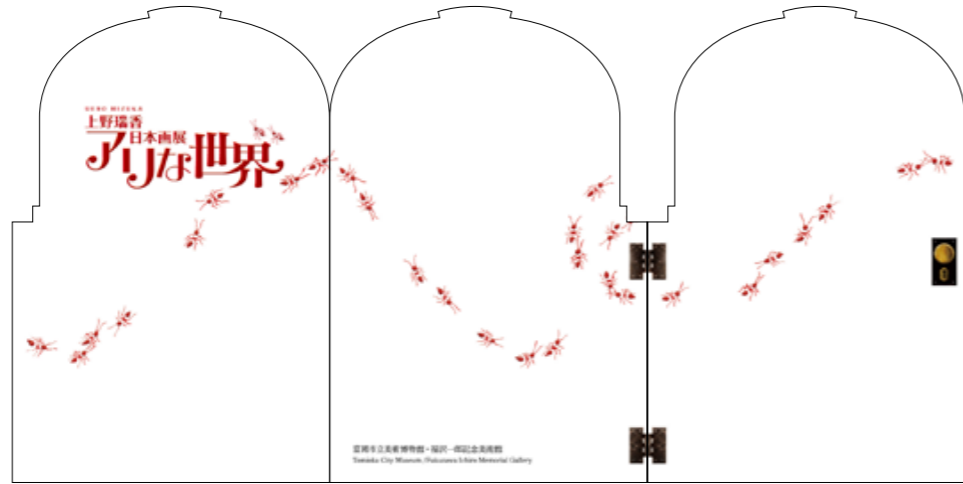 UENO MIZUKA
上野瑞香
日本画展
アリな世界
富岡市立美術博物館・福沢一郎記念美術館
Tomioka City Museum /Fukuzawa Ichiro Memorial Gallery